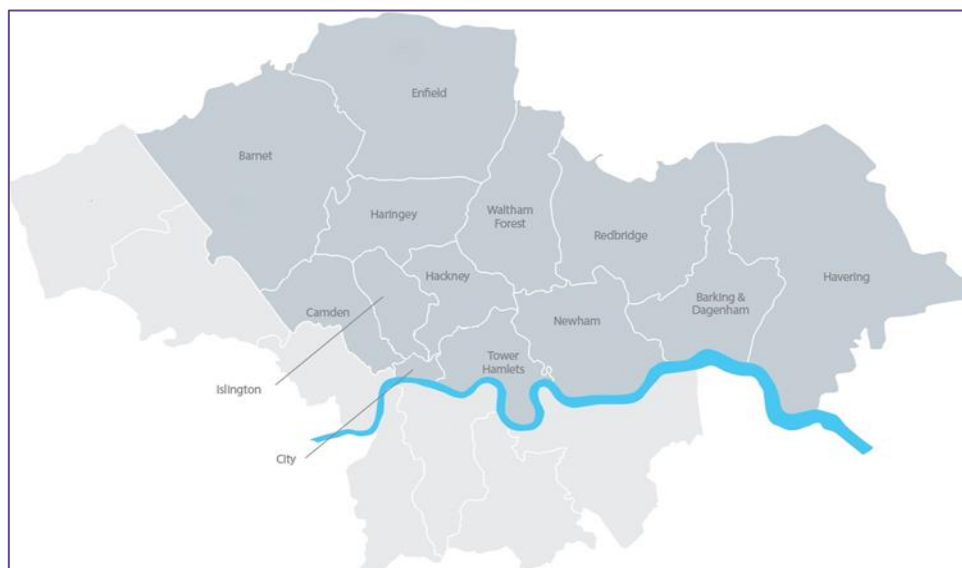 Enfield
Barnet
Haringey
Waltham
Forest
Redbridge
Hackney
Havering
Camden
Barking &
Dagenham
Newham
Tower
Hamlets
Islington
City